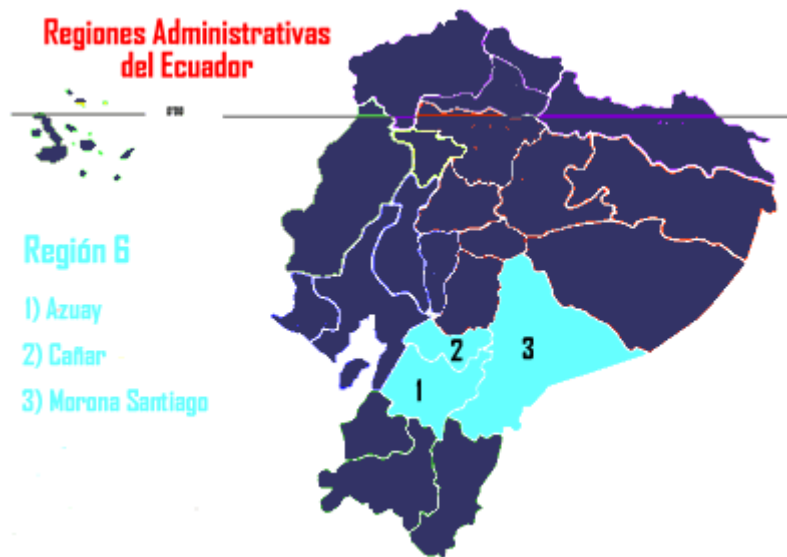 Regiones Administrativas
del Ecuador
Región 6
1) Azuay
2) Cañar
3) Morona Santiago
2
3
1